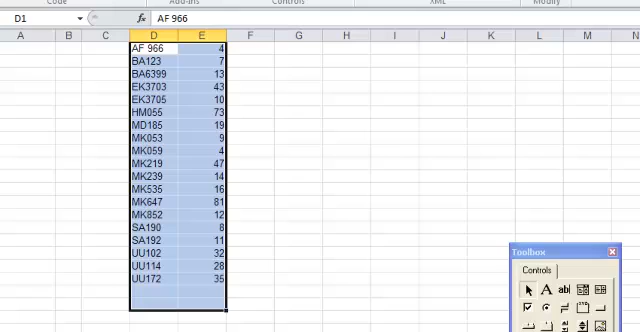 Code Add-Ins Controls XML Modify
D1 fx AF 966
A B C D E F G H I J K L M N
AF 966 4
BA123 7
BA6399 13
EK3703 43
EK3705 10
HM055 73
MD185 19
MK053 9
MK059 4
MK219 47
MK239 14
MK535 16
MK647 81
MK852 12
SA190 8
SA192 11
UU102 32
UU114 28
UU172 35
Toolbox
Controls
A ab|